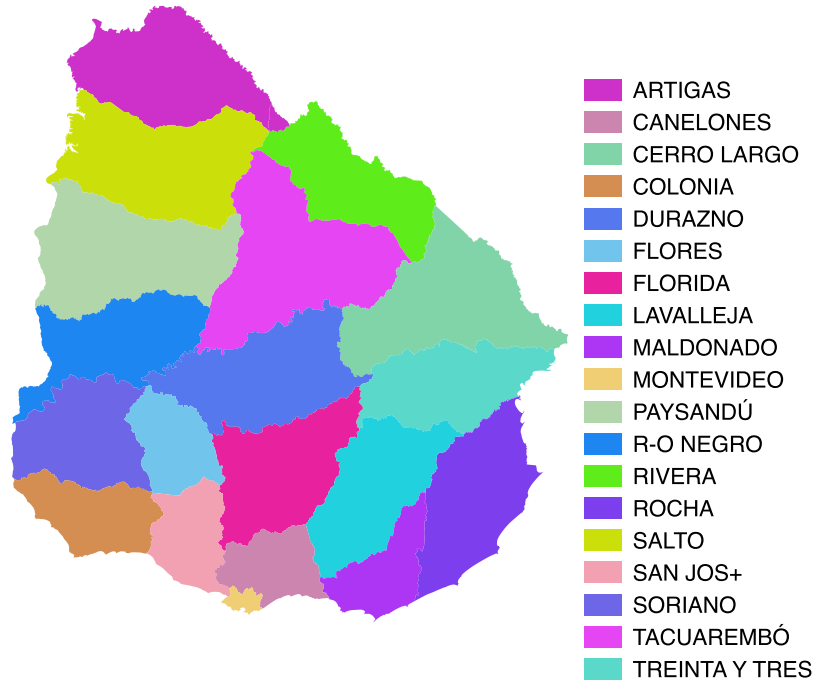 ARTIGAS
CANELONES
CERRO LARGO
COLONIA
DURAZNO
FLORES
FLORIDA
LAVALLEJA
MALDONADO
MONTEVIDEO
PAYSANDÚ
R-O NEGRO
RIVERA
ROCHA
SALTO
SAN JOS+
SORIANO
TACUAREMBÓ
TREINTA Y TRES